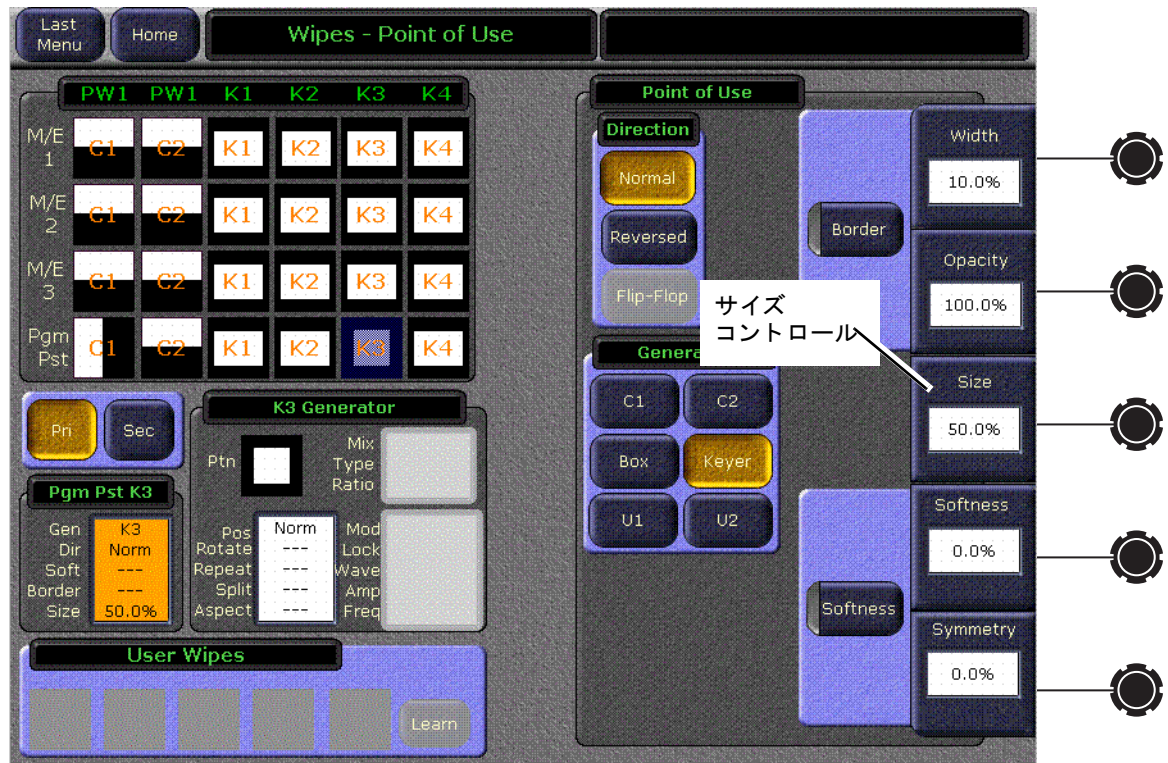 Last
Menu
Home
Wipes - Point of Use
PW1 PW1 K1 K2 K3 K4
M/E
1
C1 C2 K1 K2 K3 K4
M/E
2
C1 C2 K1 K2 K3 K4
M/E
3
C1 C2 K1 K2 K3 K4
Pgm
Pst
C1 C2 K1 K2 K3 K4
Pri
Sec
K3 Generator
Ptn
Mix
Type
Ratio
Pos Norm
Rotate ---
Repeat ---
Split ---
Aspect ---
Mod
Lock
Wave
Amp
Freq
Pgm Pst K3
Gen K3
Dir Norm
Soft ---
Border ---
Size 50.0%
User Wipes
Learn
Point of Use
Direction
Normal
Reversed
Flip-Flop
サイズ
コントロール
Genera
C1 C2
Box Keyer
U1 U2
Border
Width
10.0%
Opacity
100.0%
Size
50.0%
Softness
Softness
0.0%
Symmetry
0.0%